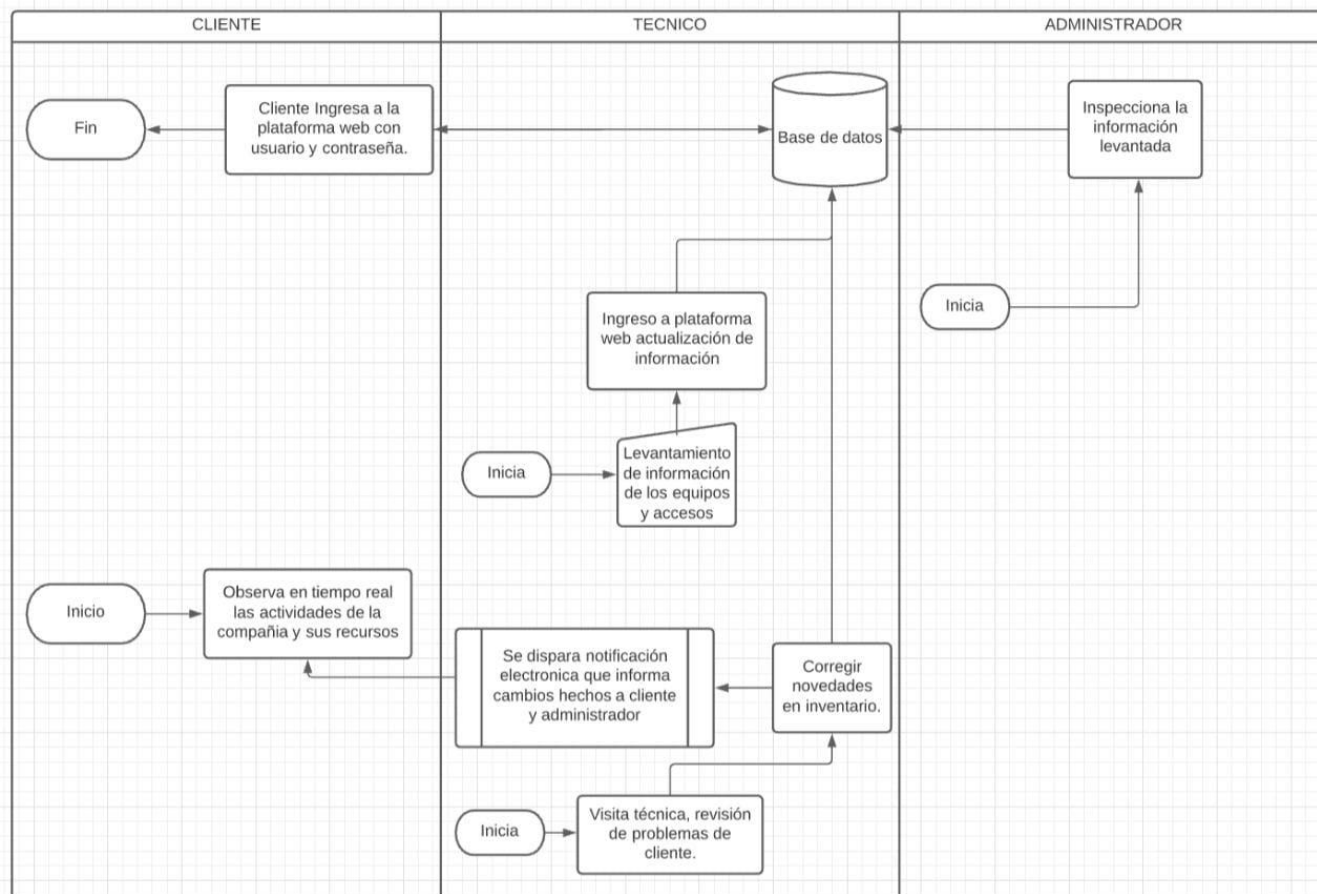 CLIENTE
TECNICO
ADMINISTRADOR
Fin
Cliente Ingresa a la
plataforma web con
usuario y contraseña.
Base de datos
Inspecciona la
información
levantada
Ingreso a plataforma
web actualización de
información
Inicia
Inicia
Levantamiento
de información
de los equipos
y accesos
Inicio
Observa en tiempo real
las actividades de la
compañia y sus recursos
Se dispara notificación
electronica que informa
cambios hechos a cliente
y administrador
Corregir
novedades
en inventario.
Inicia
Visita técnica, revisión
de problemas de
cliente.